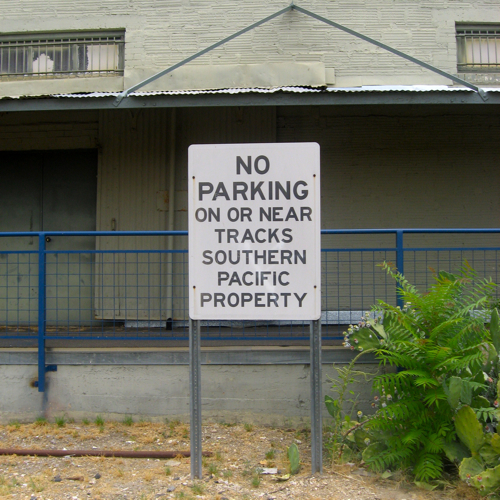 NO
PARKING
ON OR NEAR
TRACKS
SOUTHERN
PACIFIC
PROPERTY